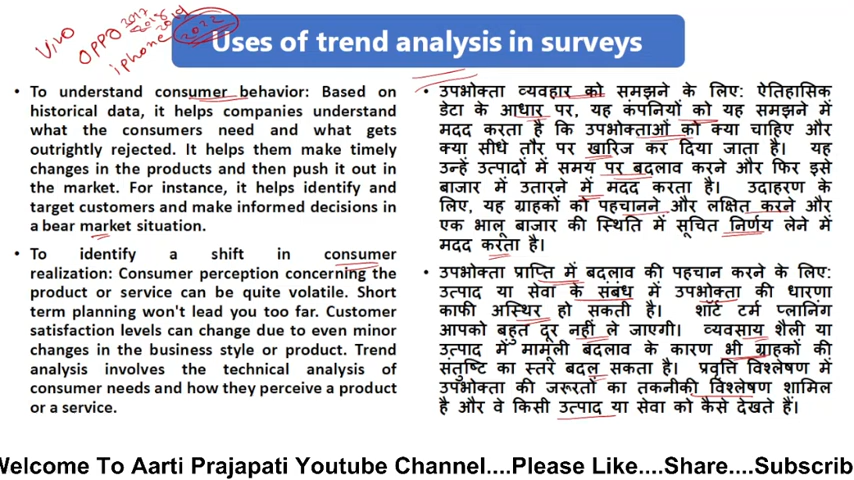 Vivo
OPPO 2017
2018
iphone 2019
2022
Uses of trend analysis in surveys
• To understand consumer behavior: Based on
historical data, it helps companies understand
what the consumers need and what gets
outrightly rejected. It helps them make timely
changes in the products and then push it out in
the market. For instance, it helps identify and
target customers and make informed decisions in
a bear market situation.
• To identify a shift in consumer
realization: Consumer perception concerning the
product or service can be quite volatile. Short
term planning won't lead you too far. Customer
satisfaction levels can change due to even minor
changes in the business style or product. Trend
analysis involves the technical analysis of
consumer needs and how they perceive a product
or a service.
• उपभोक्ता व्यवहार को समझने के लिए: ऐतिहासिक
डेटा के आधार पर, यह कंपनियों को यह समझने में
मदद करता है कि उपभोक्ताओं को क्या चाहिए और
क्या सीधे तौर पर खारिज कर दिया जाता है। यह
उन्हें उत्पादों में समय पर बदलाव करने और फिर इसे
बाजार में उतारने में मदद करता है। उदाहरण के
लिए, यह ग्राहकों को पहचानने और लक्षित करने और
एक भालू बाजार की स्थिति में सूचित निर्णय लेने में
मदद करता है।
• उपभोक्ता प्राप्ति में बदलाव की पहचान करने के लिए:
उत्पाद या सेवा के संबंध में उपभोक्ता की धारणा
काफी अस्थिर हो सकती है। शॉर्ट टर्म प्लानिंग
आपको बहुत दूर नहीं ले जाएगी। व्यवसाय शैली या
उत्पाद में मामूली बदलाव के कारण भी ग्राहकों की
संतुष्टि का स्तर बदल सकता है। प्रवृति विश्लेषण में
उपभोक्ता की जरूरतों का तकनीकी विश्लेषण शामिल
है और वे किसी उत्पाद या सेवा को कैसे देखते हैं।
Welcome To Aarti Prajapati Youtube Channel....Please Like....Share....Subscrib